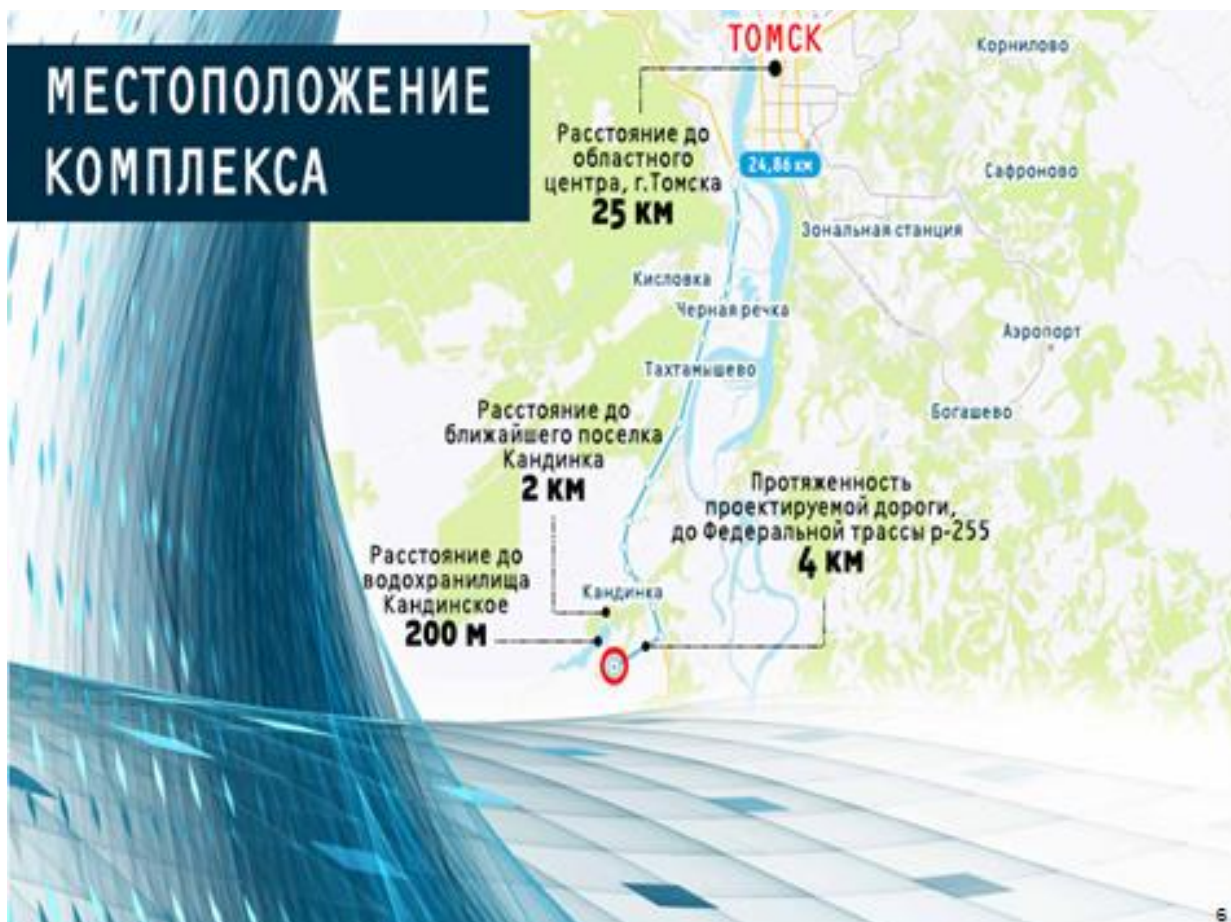 МЕСТОПОЛОЖЕНИЕ
КОМПЛЕКСА
ТОМСК
Корнилово
Расстояние до
областного
центра, г.Томска
25 КМ
24,86 км
Сафроново
Зональная станция
Кисловка
Черная речка
Аэропорт
Тахтамышево
Богашево
Расстояние до
ближайшего поселка
Кандинка
2 КМ
Протяженность
проектируемой дороги,
до Федеральной трассы р-255
4 КМ
Расстояние до
водохранилища
Кандинское
200 М
Кандинка